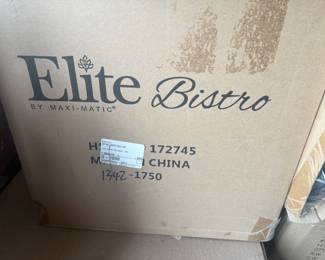 Elite Bistro
BY MAXI-MATIC®
172745
CHINA
1342-1750